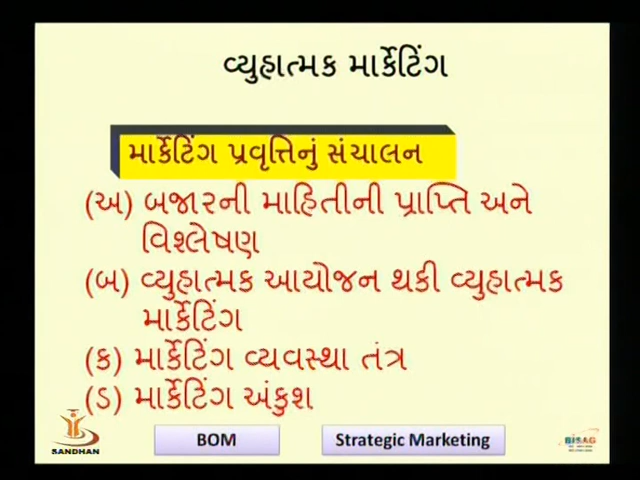 વ્યુહાત્મક માર્કેટિંગ
માર્કેટિંગ પ્રવૃત્તિનું સંચાલન
(અ) બજારની માહિતીની પ્રાપ્તિ અને
વિશ્લેષણ
(બ) વ્યુહાત્મક આયોજન થકી વ્યુહાત્મક
માર્કેટિંગ
(ક) માર્કેટિંગ વ્યવસ્થા તંત્ર
(ડ) માર્કેટિંગ અંકુશ
SANDHAN
BOM
Strategic Marketing
BISAG